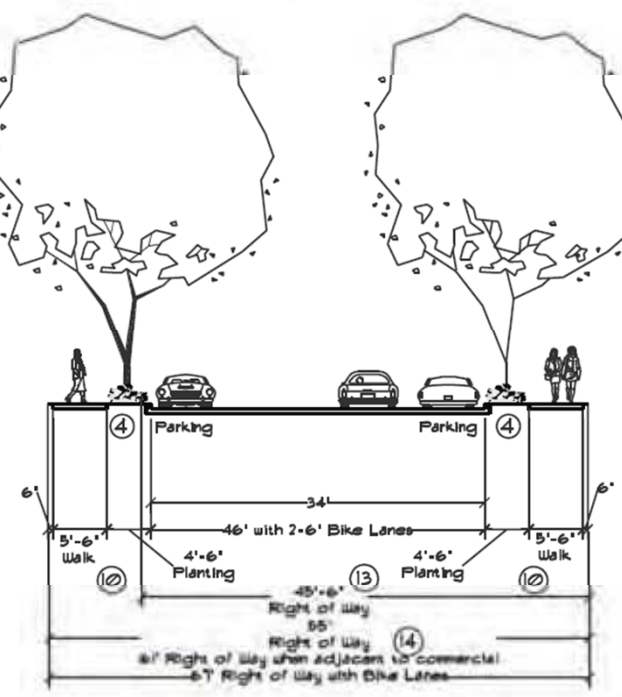 4
Parking
Parking
4
6"
34'
6"
46' with 2-6' Bike Lanes
5'-6"
Walk
4'-6"
Planting
4'-6"
Planting
5'-6"
Walk
10
13
10
45'-6"
Right of Way
55'
Right of Way
14
61' Right of Way when adjacent to commercial
67' Right of Way with Bike Lanes